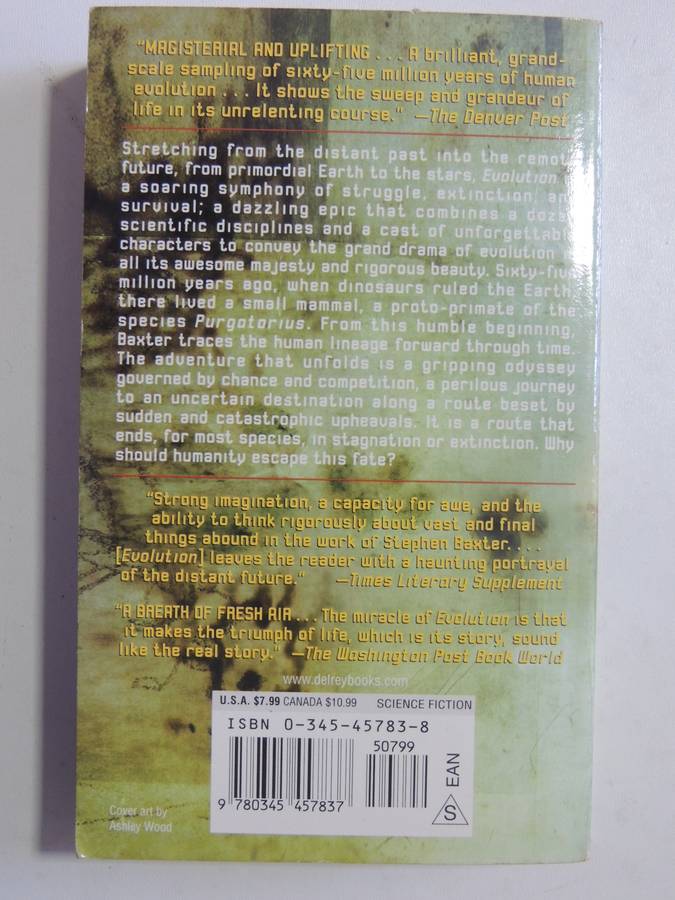 "MAGISTERIAL AND UPLIFTING . . . A brilliant, grand-
scale sampling of sixty-five million years of human
evolution . . . It shows the sweep and grandeur of
life in its unrelenting course." —The Denver Post
Stretching from the distant past into the remote
future, from primordial Earth to the stars, Evolution is
a soaring symphony of struggle, extinction, and
survival; a dazzling epic that combines a dozen
scientific disciplines and a cast of unforgettable
characters to convey the grand drama of evolution in
all its awesome majesty and rigorous beauty. Sixty-five
million years ago, when dinosaurs ruled the Earth,
there lived a small mammal, a proto-primate of the
species Purgatorius. From this humble beginning,
Baxter traces the human lineage forward through time.
The adventure that unfolds is a gripping odyssey
governed by chance and competition, a perilous journey
to an uncertain destination along a route beset by
sudden and catastrophic upheavals. It is a route that
ends, for most species, in stagnation or extinction. Why
should humanity escape this fate?
"Strong imagination, a capacity for awe, and the
ability to think rigorously about vast and final
things abound in the work of Stephen Baxter. . . .
[Evolution] leaves the reader with a haunting portrayal
of the distant future." —Times Literary Supplement
"A BREATH OF FRESH AIR . . . The miracle of Evolution is that
it makes the triumph of life, which is its story, sound
like the real story." —The Washington Post Book World
www.delreybooks.com
U.S.A. $7.99 CANADA $10.99 SCIENCE FICTION
ISBN 0-345-45783-8
50799
EAN
S
9 780345 457837
Cover art by
Ashley Wood